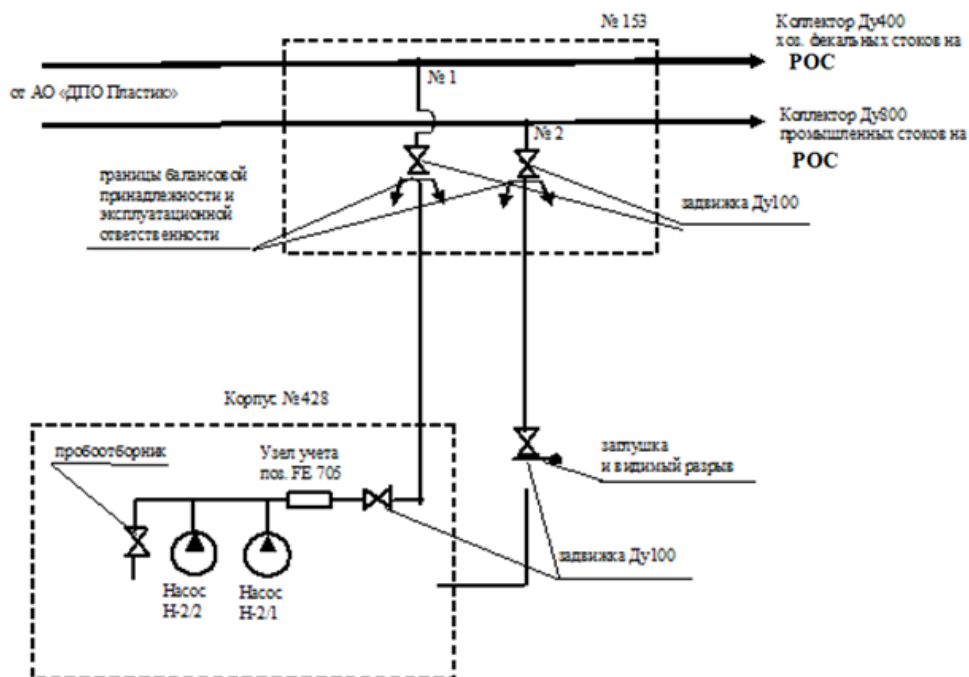 № 153
Коллектор Ду400
хоз. фекальных стоков на
РОС
№ 1
от АО «ДПО Пластик»
Коллектор Ду800
промышленных стоков на
РОС
№ 2
границы балансовой
принадлежности и
эксплуатационной
ответственности
задвижка Ду100
Корпус № 428
пробоотборник
Узел учета
поз. FE 705
заглушка
и видимый разрыв
задвижка Ду100
Насос
Н-2/2
Насос
Н-2/1